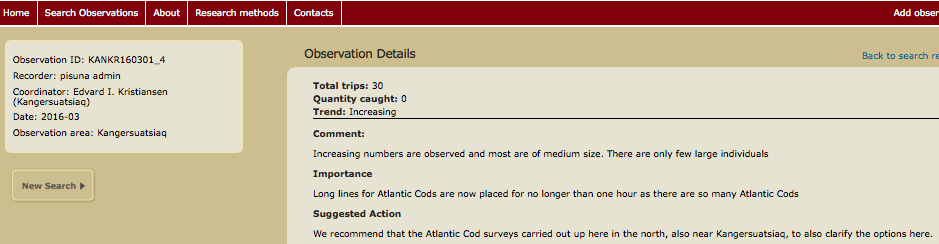 Home Search Observations About Research methods Contacts Add obser
Observation ID: KANKR160301_4
Recorder: pisuna admin
Coordinator: Edvard I. Kristiansen
(Kangersuatsiaq)
Date: 2016-03
Observation area: Kangersuatsiaq
New Search
Observation Details
Back to search re
Total trips: 30
Quantity caught: 0
Trend: Increasing
Comment:
Increasing numbers are observed and most are of medium size. There are only few large individuals
Importance
Long lines for Atlantic Cods are now placed for no longer than one hour as there are so many Atlantic Cods
Suggested Action
We recommend that the Atlantic Cod surveys carried out up here in the north, also near Kangersuatsiaq, to also clarify the options here.